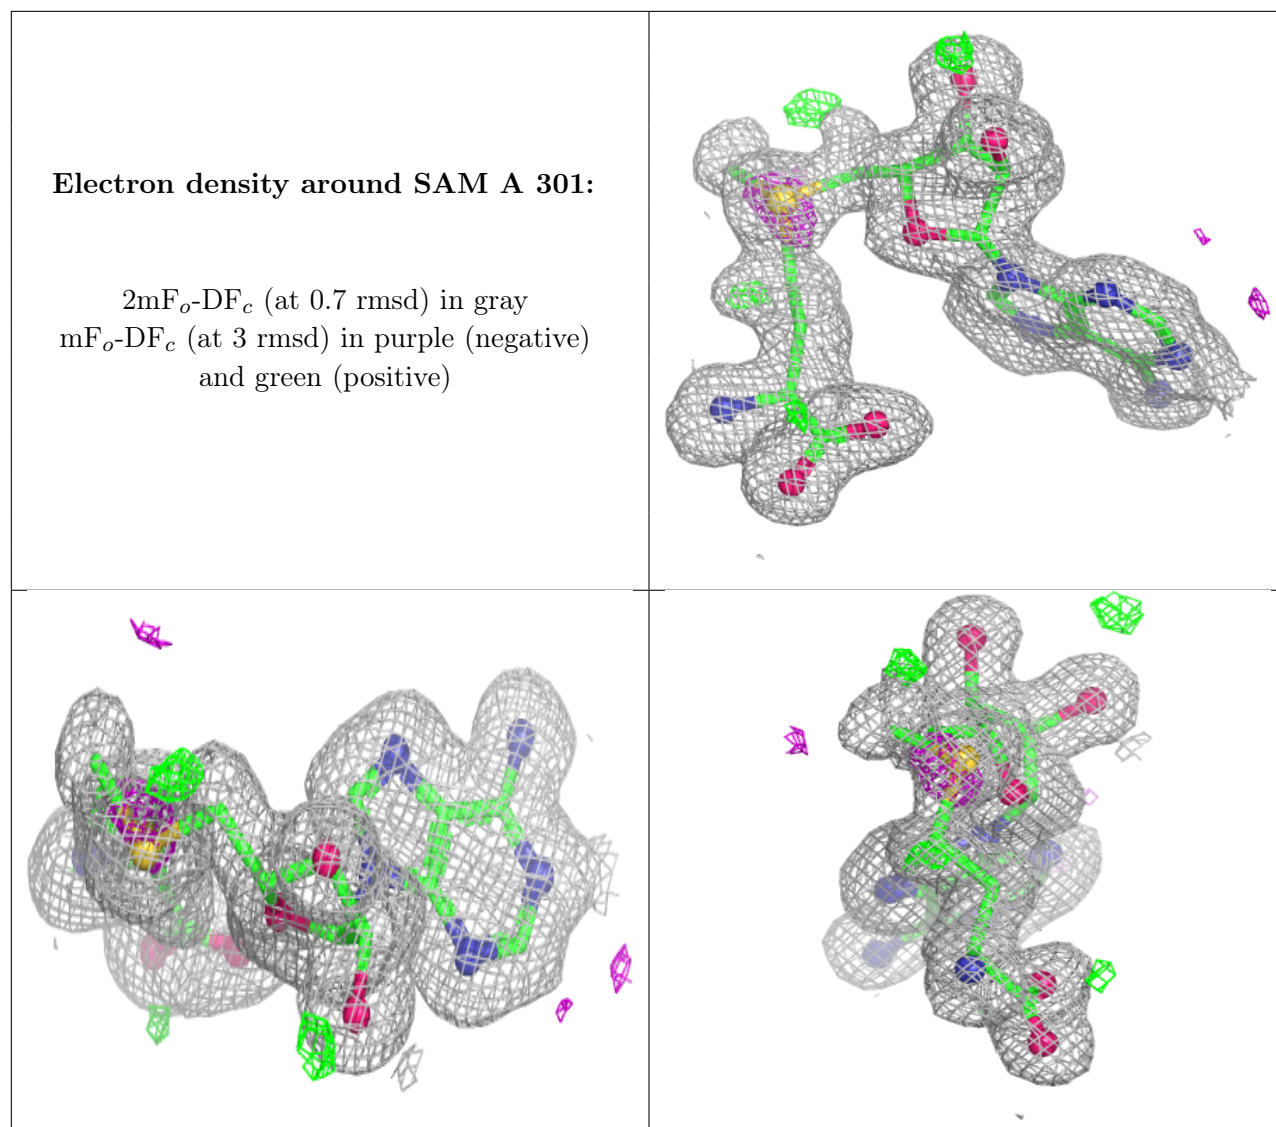 Electron density around SAM A 301:
2mFo-DFc (at 0.7 rmsd) in gray
mFo-DFc (at 3 rmsd) in purple (negative)
and green (positive)